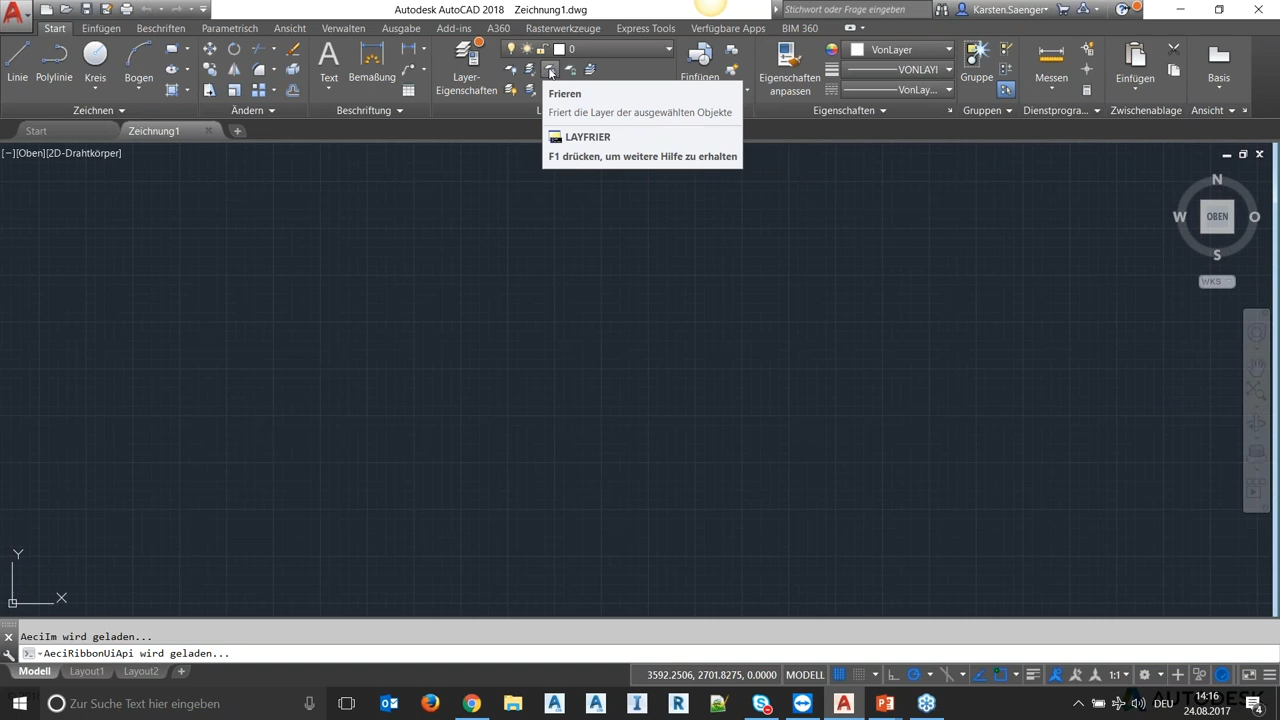 Autodesk AutoCAD 2018 Zeichnung1.dwg
Stichwort oder Frage eingeben
Karsten.Saenger
Start Einfügen Beschriften Parametrisch Ansicht Verwalten Ausgabe Add-ins A360 Express Tools Rasterwerkzeuge Verfügbare Apps BIM 360
Linie Polylinie Kreis Bogen
Text Bemaßung
Layer-
Eigenschaften
0
Einfügen
Eigenschaften
anpassen
VonLayer
VONLAYI
VonLay...
Gruppe
Messen
Einfügen
Basis
Zeichnen Ändern Beschriftung Eigenschaften Gruppen Dienstprogra... Zwischenablage Ansicht
Frieren
Friert die Layer der ausgewählten Objekte
LAYFRIER
F1 drücken, um weitere Hilfe zu erhalten
Start Zeichnung1
[−][Oben][2D-Drahtkörper]
N
W OBEN O
S
WKS
Y
X
AeciIm wird geladen...
AeciRibbonUiApi wird geladen...
Modell Layout1 Layout2
3592.2506, 2701.8275, 0.0000 MODELL 1:1
AUTODESK
Zur Suche Text hier eingeben
DEU
14:16
24.08.2017
4